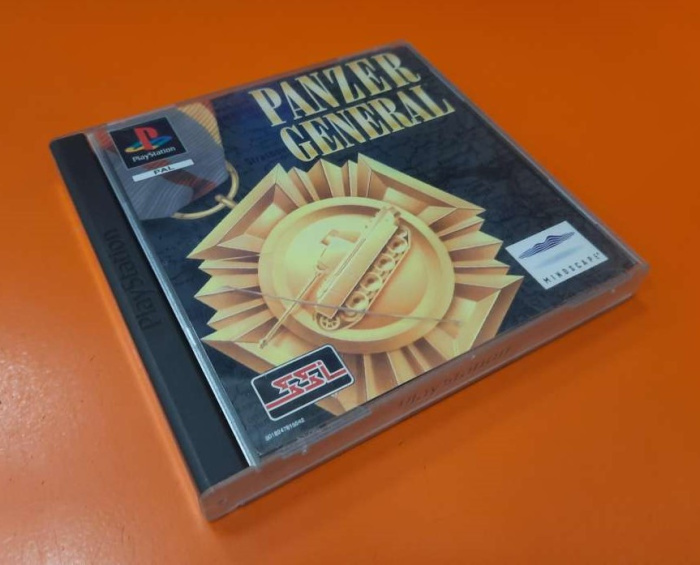 PANZER
GENERAL
PlayStation
PAL
PlayStation
MINDSCAPE
SSI